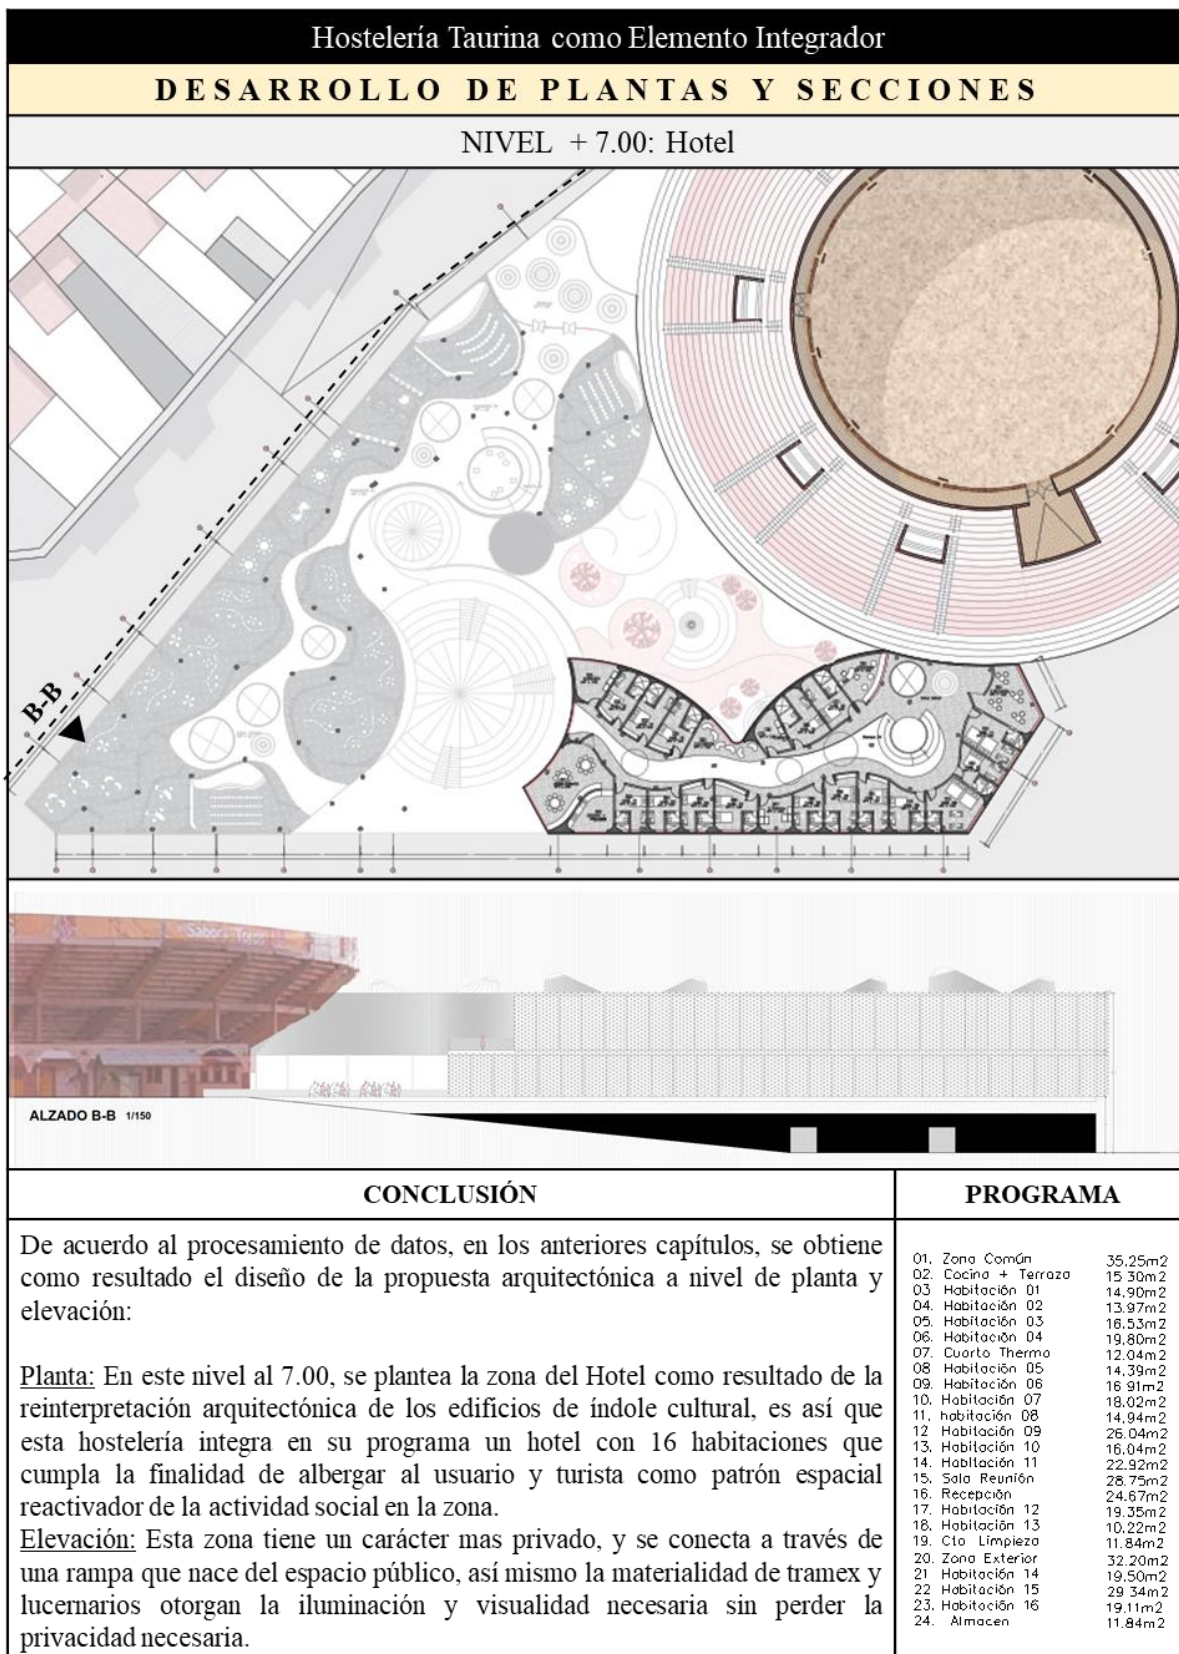 Hostelería Taurina como Elemento Integrador
DESARROLLO DE PLANTAS Y SECCIONES
NIVEL + 7.00: Hotel
B-B
Sabor Toros
ALZADO B-B 1/150
CONCLUSIÓN
De acuerdo al procesamiento de datos, en los anteriores capítulos, se obtiene
como resultado el diseño de la propuesta arquitectónica a nivel de planta y
elevación:
Planta: En este nivel al 7.00, se plantea la zona del Hotel como resultado de la
reinterpretación arquitectónica de los edificios de índole cultural, es así que
esta hostelería integra en su programa un hotel con 16 habitaciones que
cumpla la finalidad de albergar al usuario y turista como patrón espacial
reactivador de la actividad social en la zona.
Elevación: Esta zona tiene un carácter mas privado, y se conecta a través de
una rampa que nace del espacio público, así mismo la materialidad de tramex y
lucernarios otorgan la iluminación y visualidad necesaria sin perder la
privacidad necesaria.
PROGRAMA
01. Zona Común 35.25m2
02. Cocina + Terraza 15 30m2
03 Habitación 01 14.90m2
04. Habitación 02 13.97m2
05. Habitación 03 16.53m2
06. Habitación 04 19.80m2
07. Cuarto Thermo 12.04m2
08 Habitación 05 14.39m2
09. Habitación 06 16 91m2
10. Habitación 07 18.02m2
11. habitación 08 14.94m2
12 Habitación 09 26.04m2
13. Habitación 10 16.04m2
14. Habitación 11 22.92m2
15. Sala Reunión 28.75m2
16. Recepción 24.67m2
17. Habitación 12 19.35m2
18. Habitación 13 10.22m2
19. Cto Limpieza 11.84m2
20. Zona Exterior 32.20m2
21 Habitación 14 19.50m2
22 Habitación 15 29 34m2
23. Habitación 16 19.11m2
24. Almacen 11.84m2